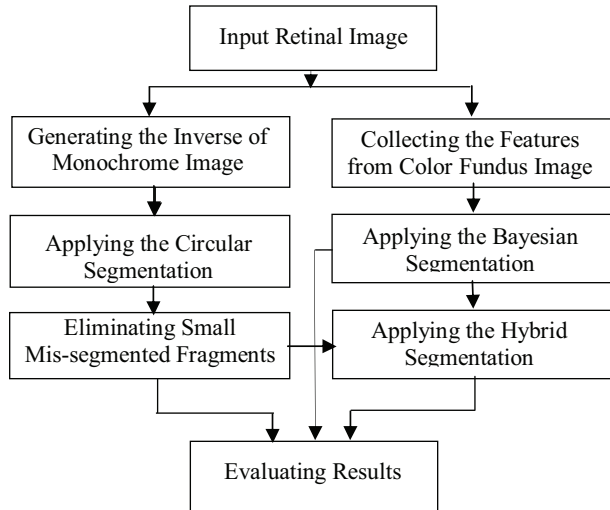 Input Retinal Image
Generating the Inverse of
Monochrome Image
Collecting the Features
from Color Fundus Image
Applying the Circular
Segmentation
Applying the Bayesian
Segmentation
Eliminating Small
Mis-segmented Fragments
Applying the Hybrid
Segmentation
Evaluating Results